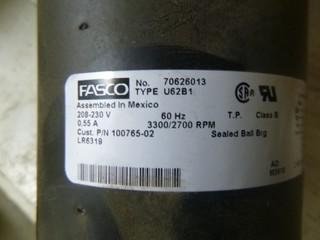 FASCO No. 70626013
TYPE U62B1
Assembled In Mexico
208-230 V 60 Hz T.P. Class B
0.55 A 3300/2700 RPM
Cust. P/N 100765-02 Sealed Ball Brg
LR6319